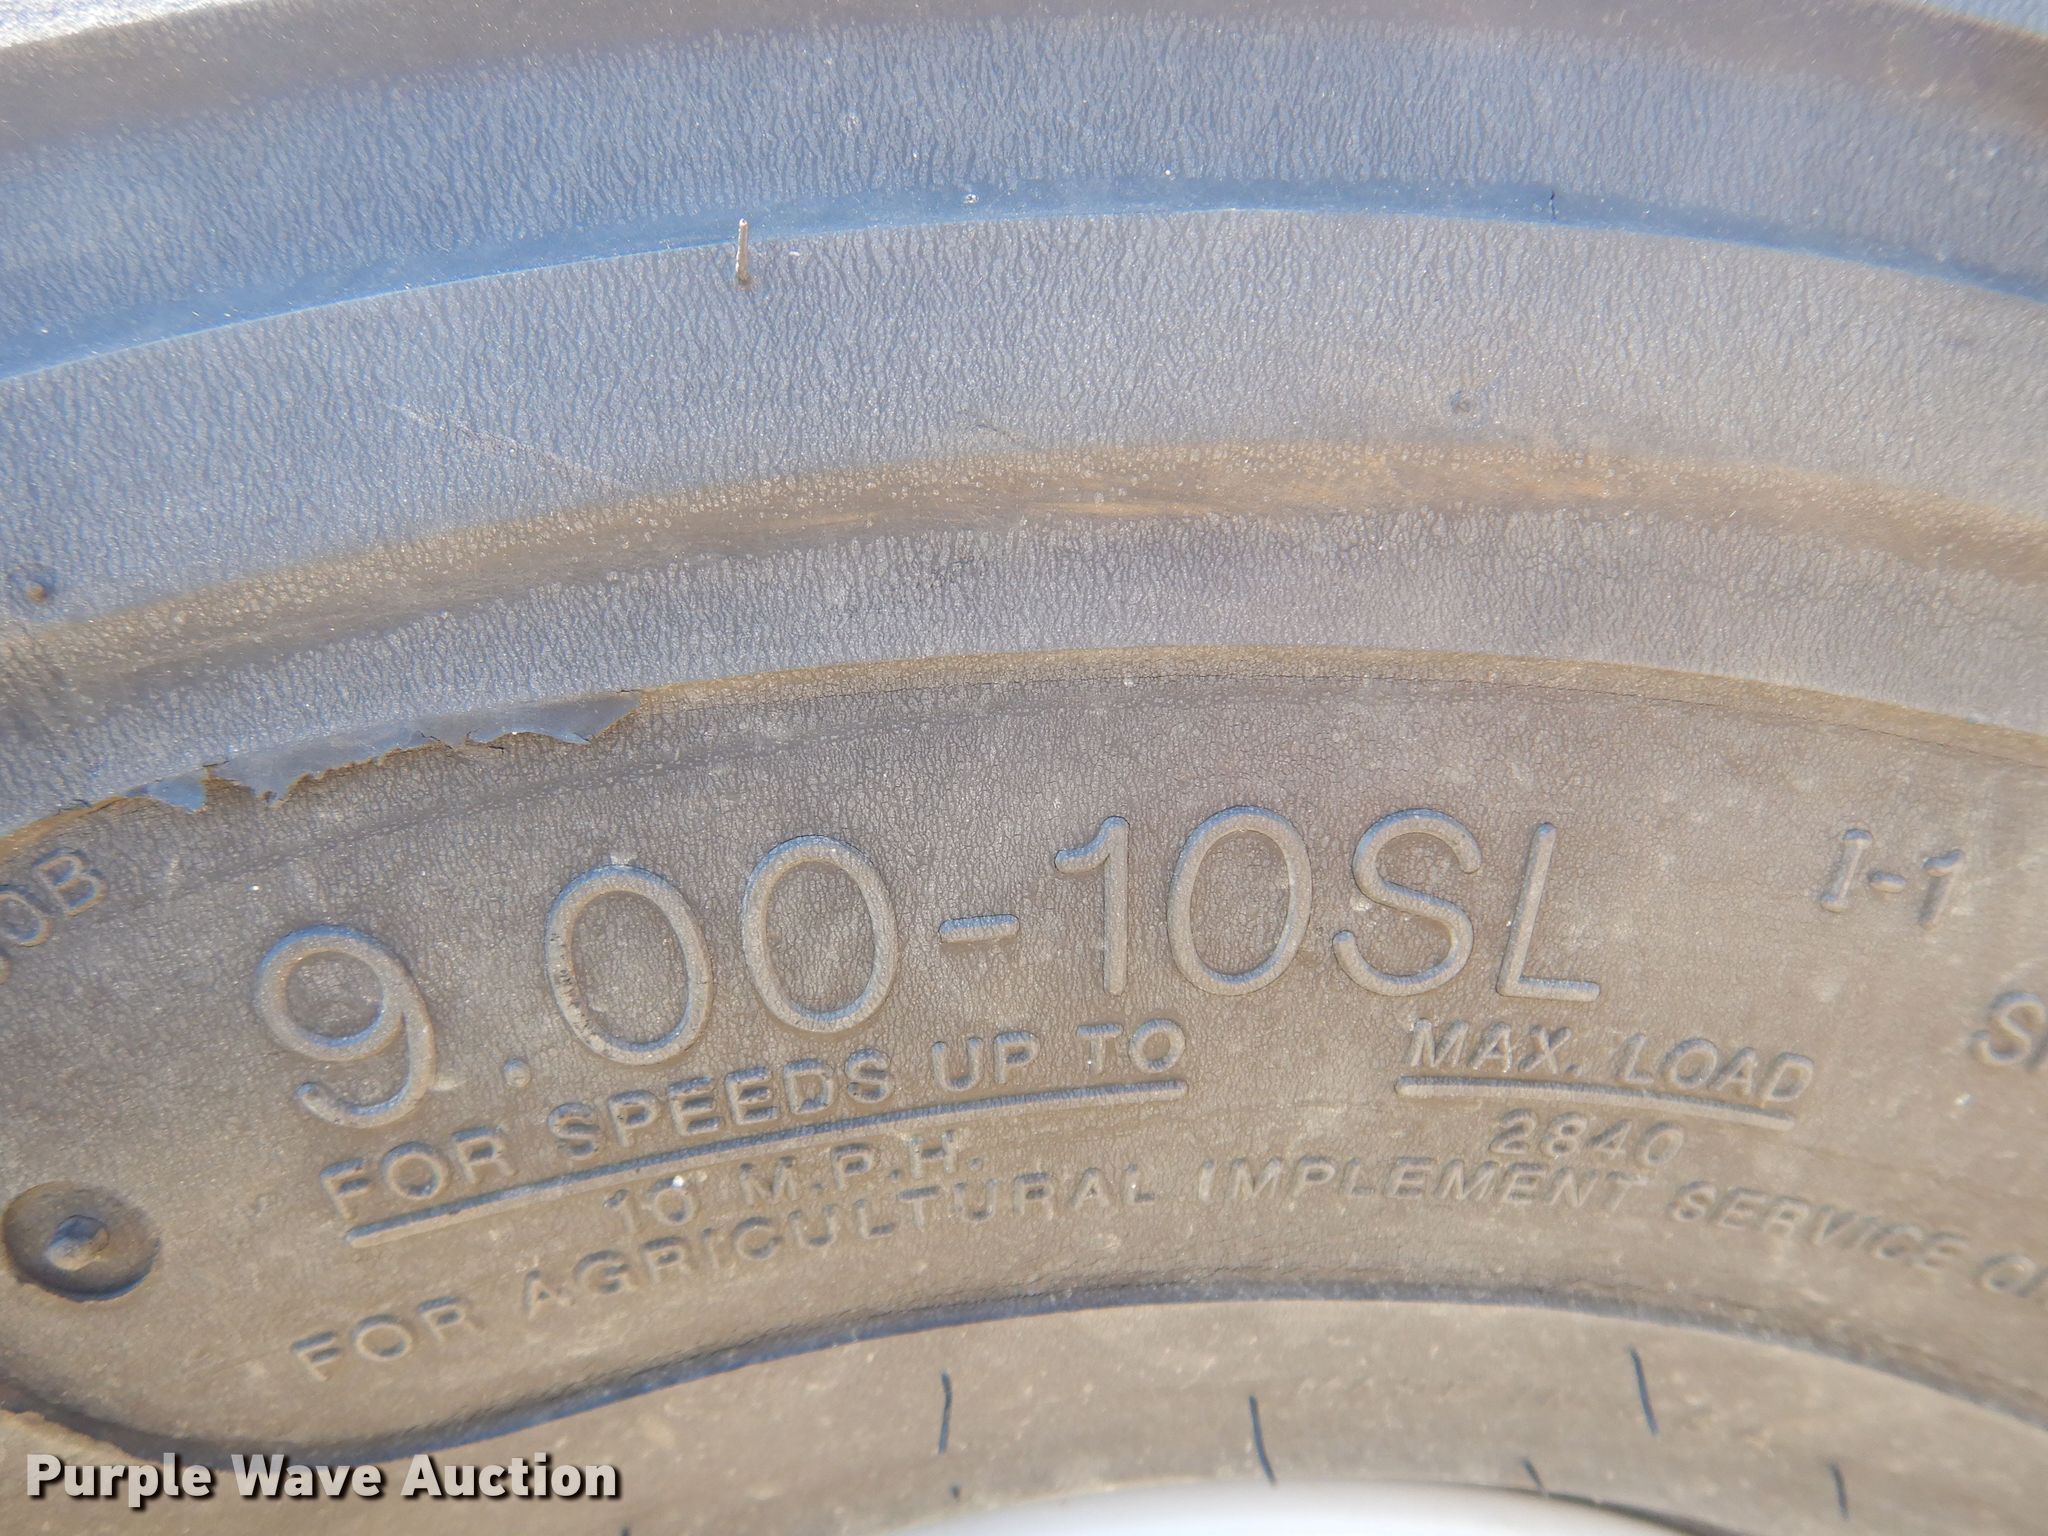 9.00-10SL
I-1
FOR SPEEDS UP TO
MAX. LOAD
10 M.P.H.
2840
FOR AGRICULTURAL IMPLEMENT SERVICE
Purple Wave Auction